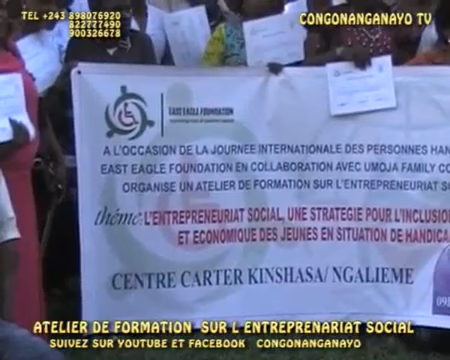 TEL +243 898076920
822777490
900326678
CONGONANGANAYO TV
EAST EAGLE FOUNDATION
A L'OCCASION DE LA JOURNEE INTERNATIONALE DES PERSONNES HAN
EAST EAGLE FOUNDATION EN COLLABORATION AVEC UMOJA FAMILY CO
ORGANISE UN ATELIER DE FORMATION SUR L'ENTREPREUNARIAT SO
thème: L'ENTREPRENEURIAT SOCIAL, UNE STRATEGIE POUR L'INCLUSION
ET ECONOMIQUE DES JEUNES EN SITUATION DE HANDICA
CENTRE CARTER KINSHASA/ NGALIEME
ATELIER DE FORMATION SUR L ENTREPRENARIAT SOCIAL
SUIVEZ SUR YOUTUBE ET FACEBOOK CONGONANGANAYO